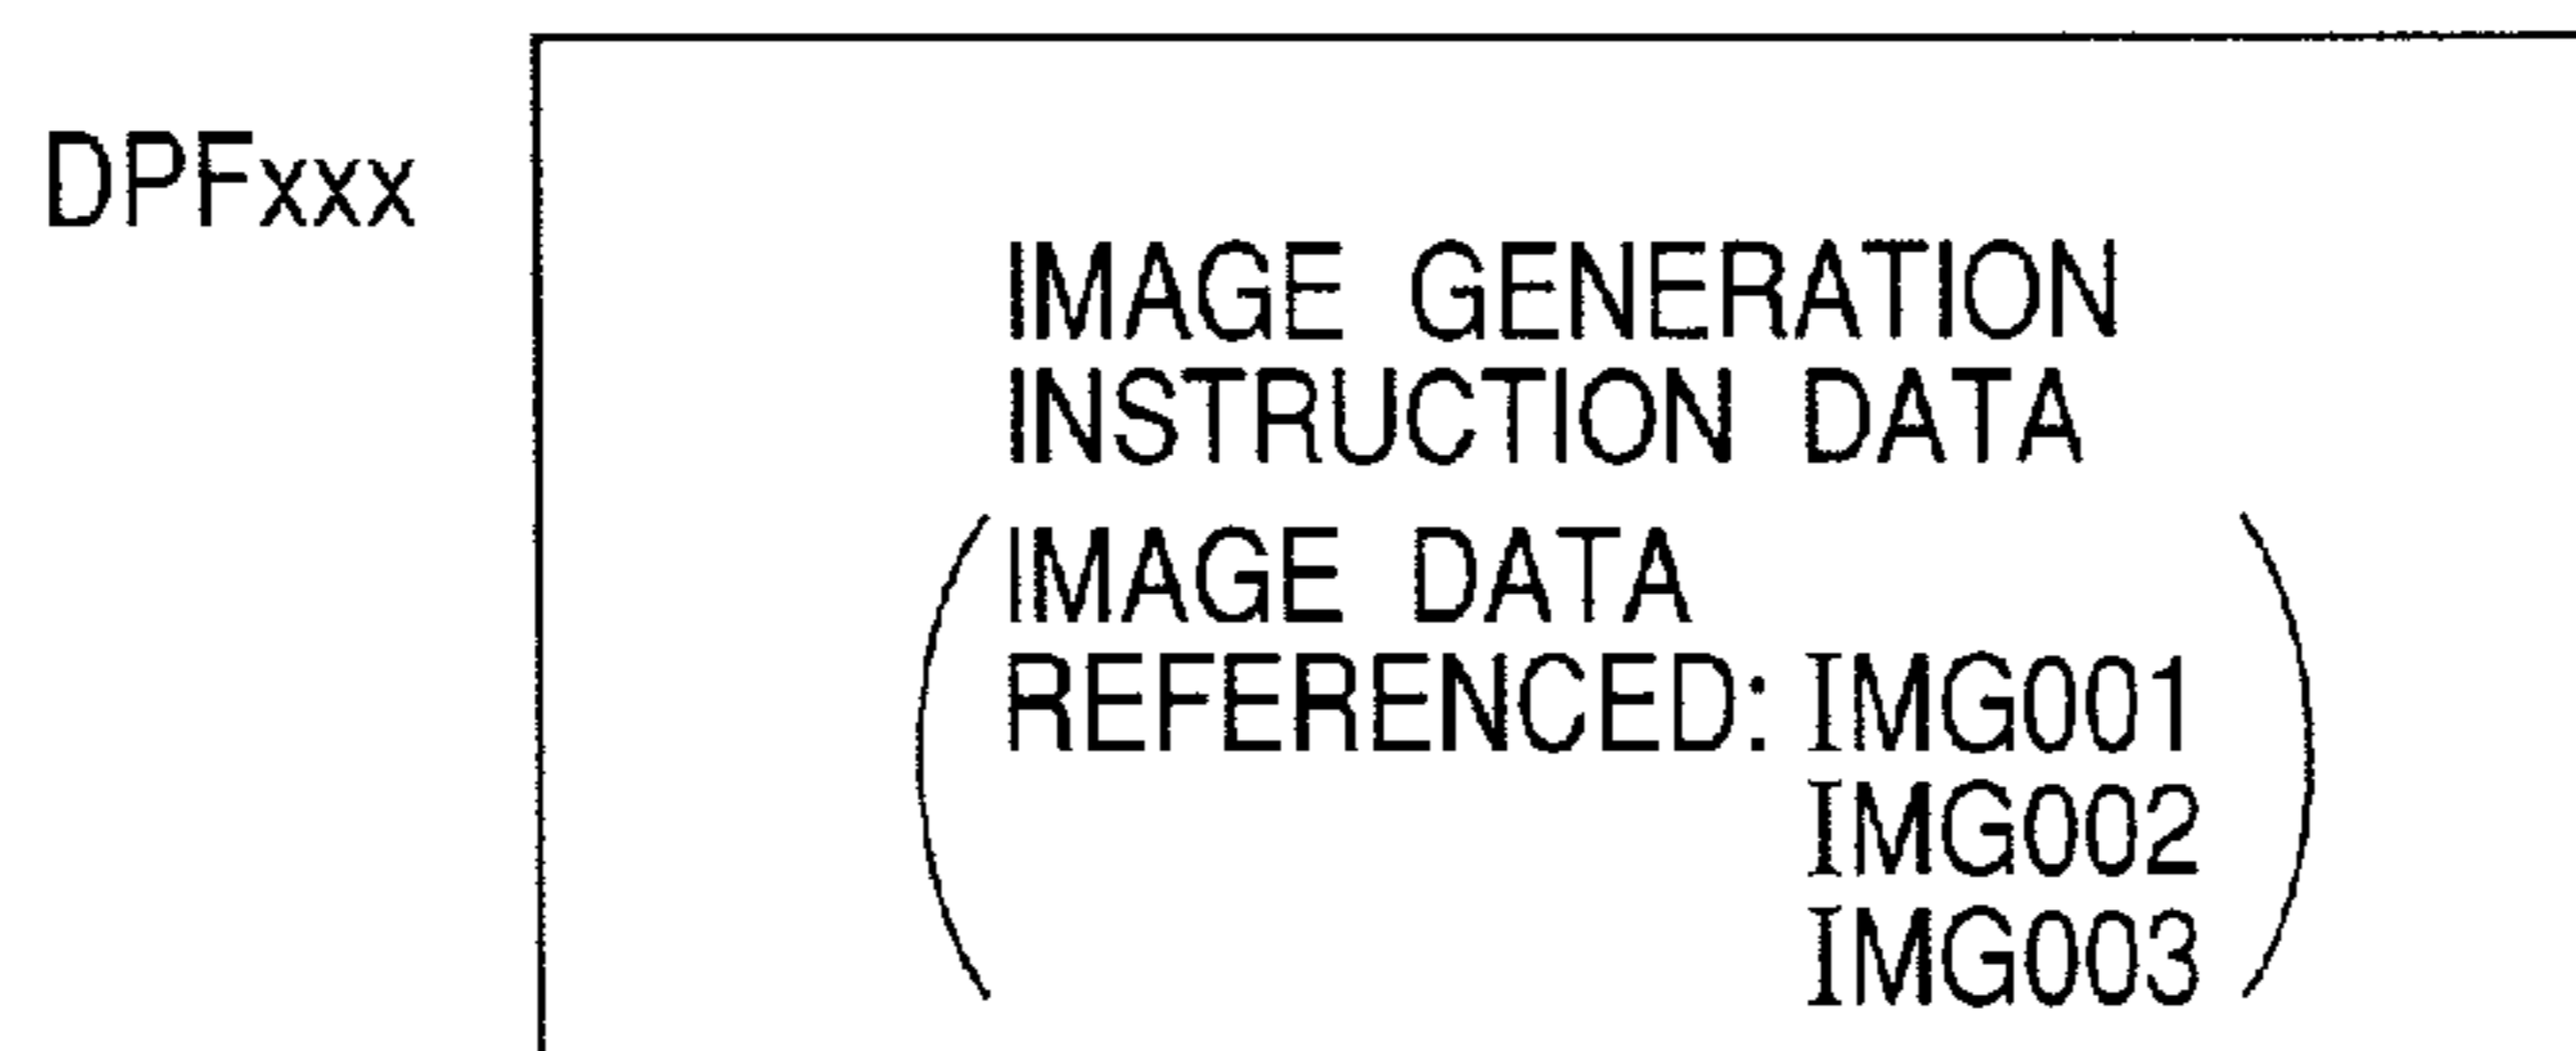 DPFxxx
IMAGE GENERATION
INSTRUCTION DATA
IMAGE DATA
REFERENCED: IMG001
IMG002
IMG003